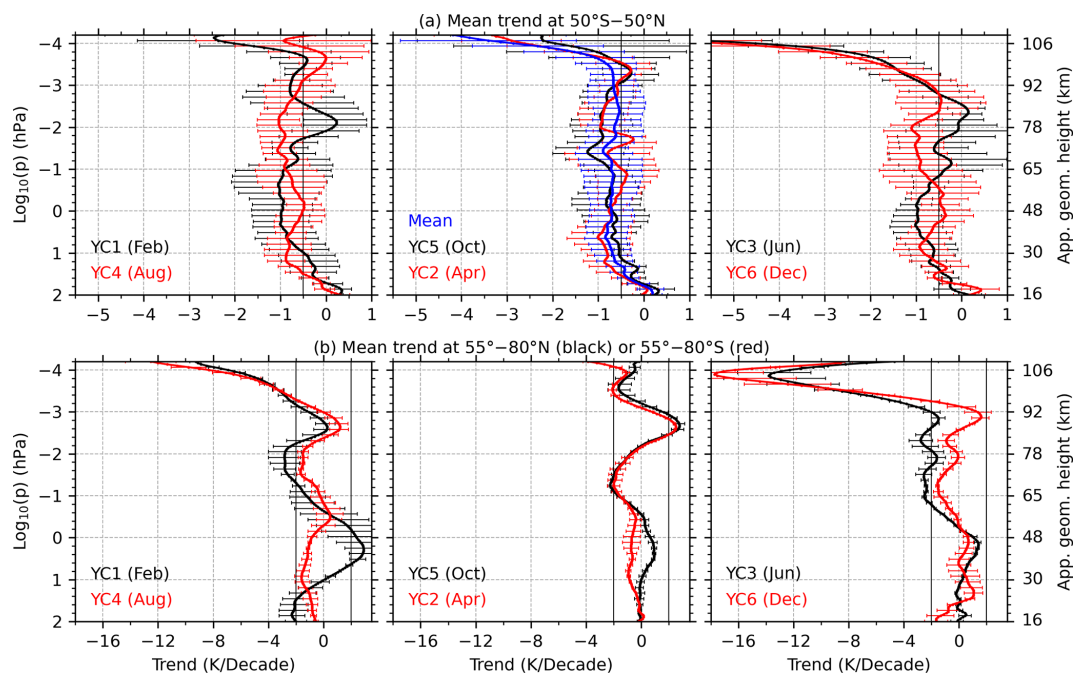 (a) Mean trend at 50°S−50°N
−4
−3
−2
−1
0
1
2
Log₁₀(p) (hPa)
YC1 (Feb)
YC4 (Aug)
−5 −4 −3 −2 −1 0 1
Mean
YC5 (Oct)
YC2 (Apr)
−5 −4 −3 −2 −1 0 1
YC3 (Jun)
YC6 (Dec)
−5 −4 −3 −2 −1 0 1
106
92
78
65
48
30
16
App. geom. height (km)
(b) Mean trend at 55°−80°N (black) or 55°−80°S (red)
−4
−3
−2
−1
0
1
2
Log₁₀(p) (hPa)
YC1 (Feb)
YC4 (Aug)
−16 −12 −8 −4 0
Trend (K/Decade)
YC5 (Oct)
YC2 (Apr)
−16 −12 −8 −4 0
Trend (K/Decade)
YC3 (Jun)
YC6 (Dec)
−16 −12 −8 −4 0
Trend (K/Decade)
106
92
78
65
48
30
16
App. geom. height (km)